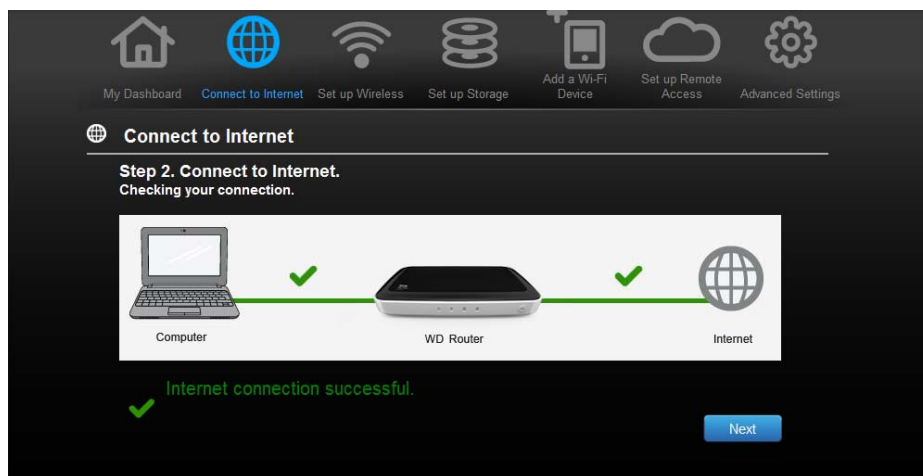 My Dashboard
Connect to Internet
Set up Wireless
Set up Storage
Add a Wi-Fi
Device
Set up Remote
Access
Advanced Settings
Connect to Internet
Step 2. Connect to Internet.
Checking your connection.
Computer
WD Router
Internet
Internet connection successful.
Next